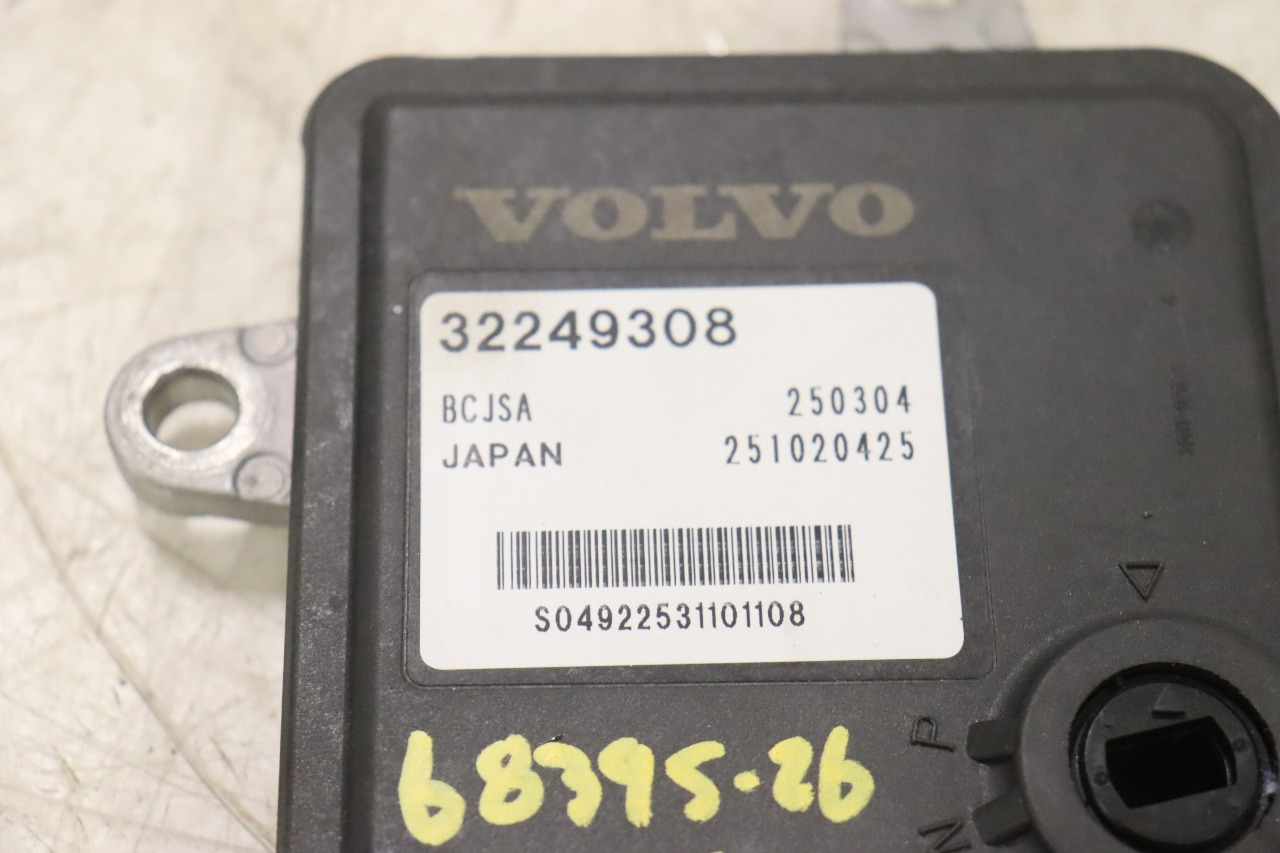 VOLVO
32249308
BCJSA 250304
JAPAN 251020425
S04922531101108
P
68395-26
N